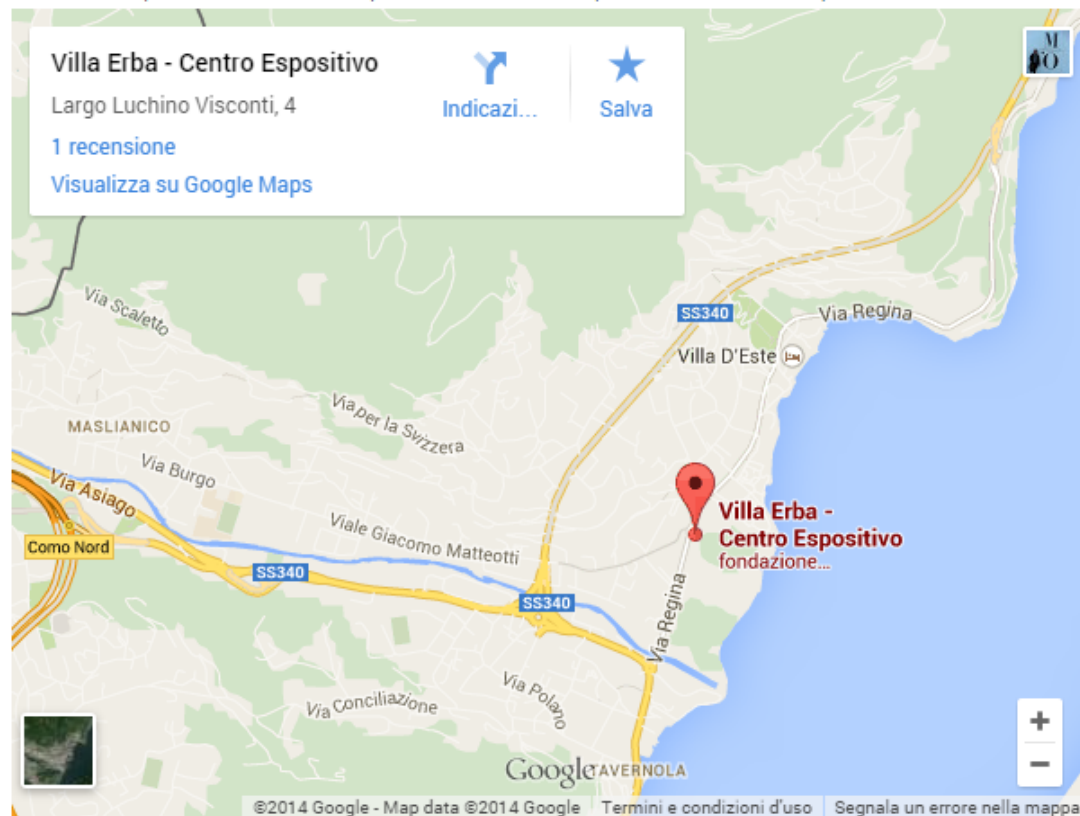 Villa Erba - Centro Espositivo
Largo Luchino Visconti, 4
1 recensione
Visualizza su Google Maps
Indicazi...
Salva
M
O
Via Scaletto
SS340
Via Regina
Villa D'Este
Via per la Svizzera
MASLIANICO
Via Burgo
Via Asiago
Villa Erba -
Centro Espositivo
fondazione...
Viale Giacomo Matteotti
Como Nord
SS340
SS340
Via Regina
Via Polano
Via Conciliazione
+
Google
TAVERNOLA
−
©2014 Google - Map data ©2014 Google
Termini e condizioni d'uso
Segnala un errore nella mappa